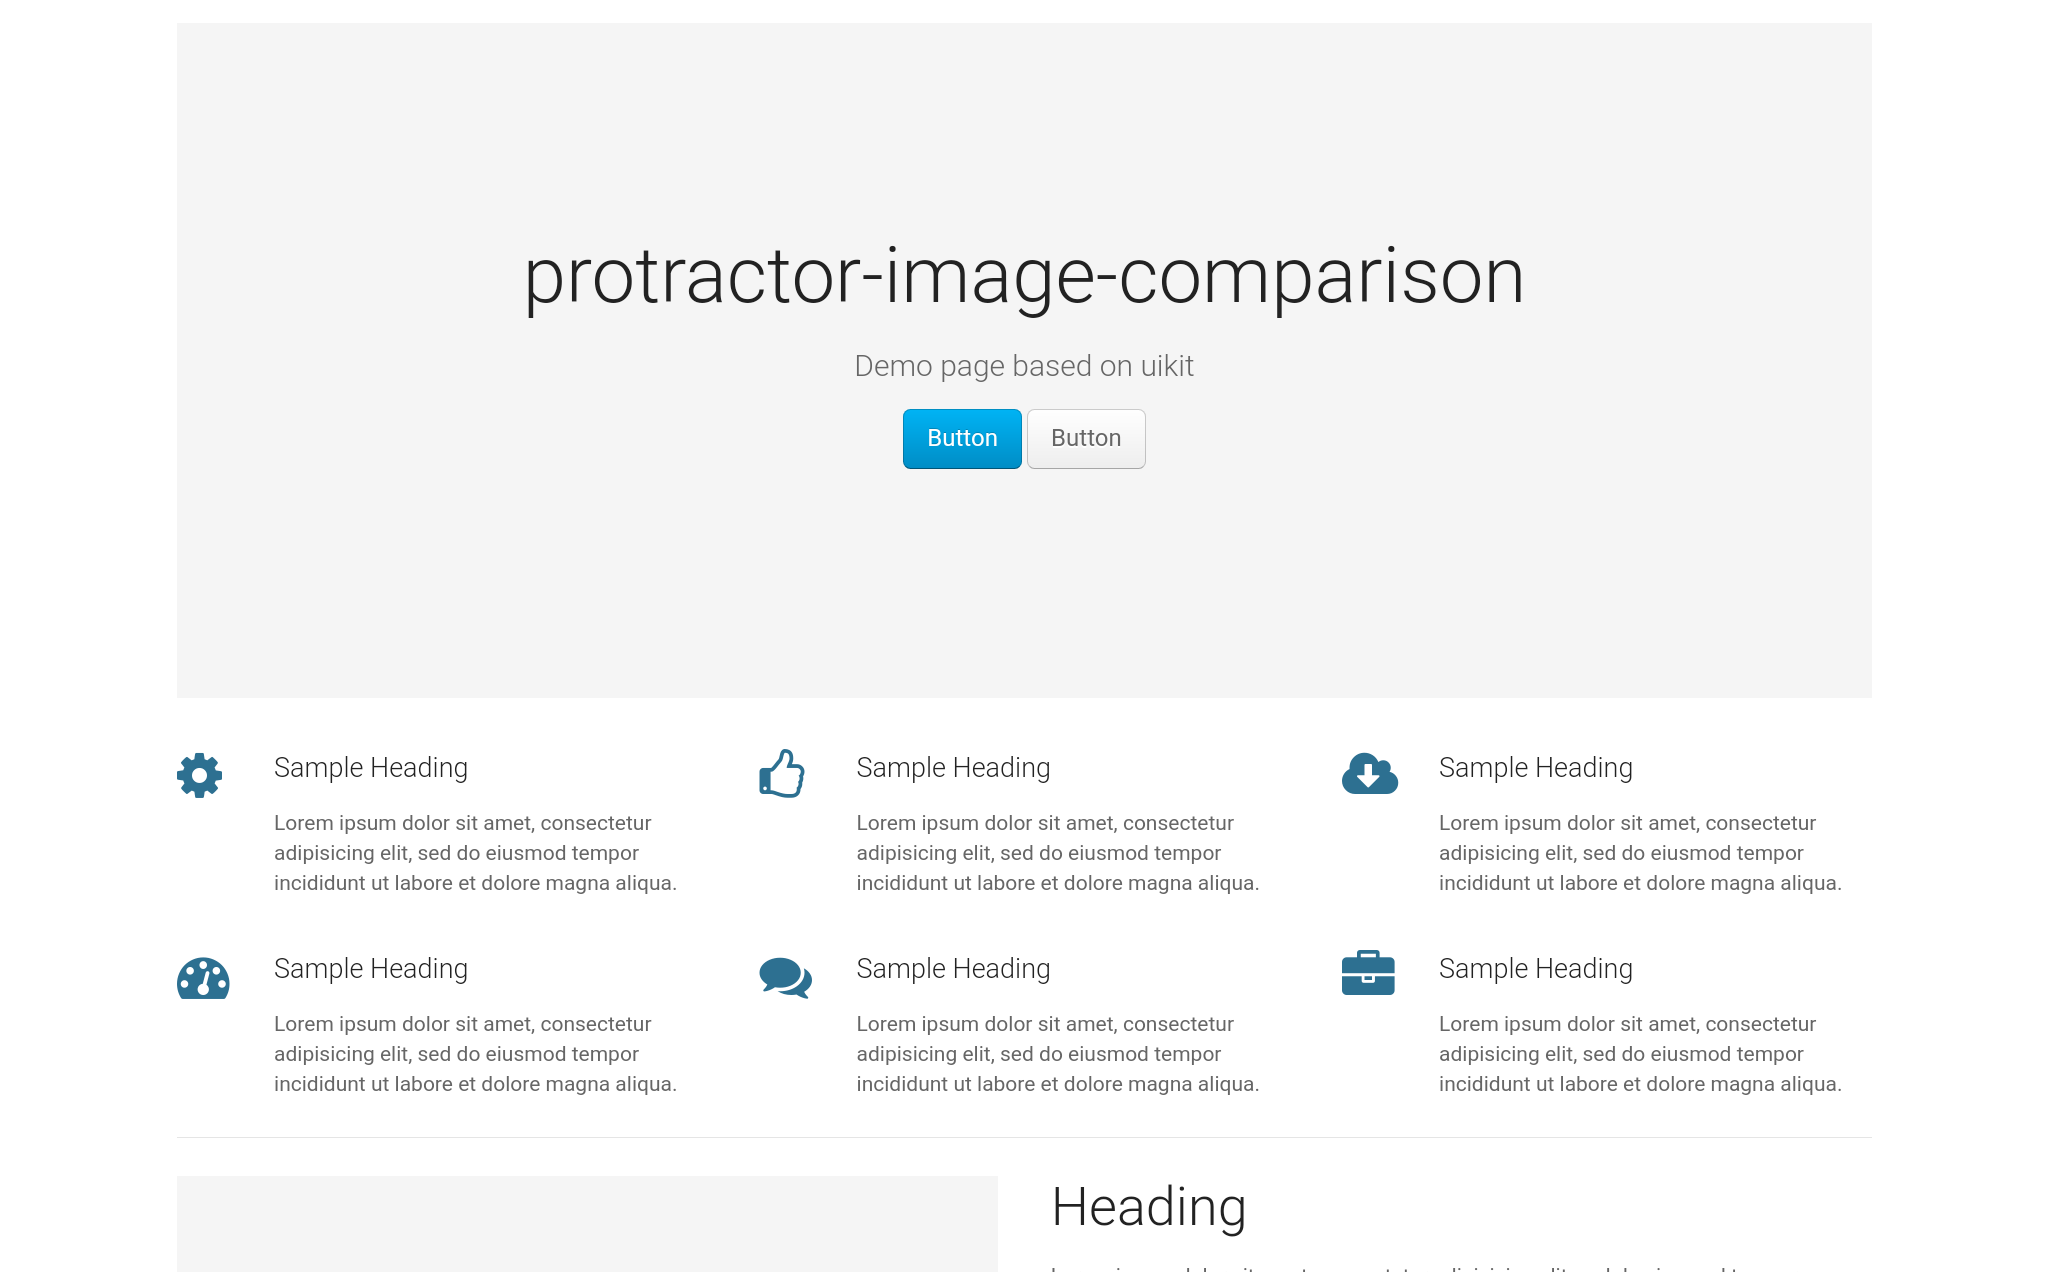 protractor-image-comparison
Demo page based on uikit
Button Button
Sample Heading
Lorem ipsum dolor sit amet, consectetur
adipisicing elit, sed do eiusmod tempor
incididunt ut labore et dolore magna aliqua.
Sample Heading
Lorem ipsum dolor sit amet, consectetur
adipisicing elit, sed do eiusmod tempor
incididunt ut labore et dolore magna aliqua.
Sample Heading
Lorem ipsum dolor sit amet, consectetur
adipisicing elit, sed do eiusmod tempor
incididunt ut labore et dolore magna aliqua.
Sample Heading
Lorem ipsum dolor sit amet, consectetur
adipisicing elit, sed do eiusmod tempor
incididunt ut labore et dolore magna aliqua.
Sample Heading
Lorem ipsum dolor sit amet, consectetur
adipisicing elit, sed do eiusmod tempor
incididunt ut labore et dolore magna aliqua.
Sample Heading
Lorem ipsum dolor sit amet, consectetur
adipisicing elit, sed do eiusmod tempor
incididunt ut labore et dolore magna aliqua.
Heading